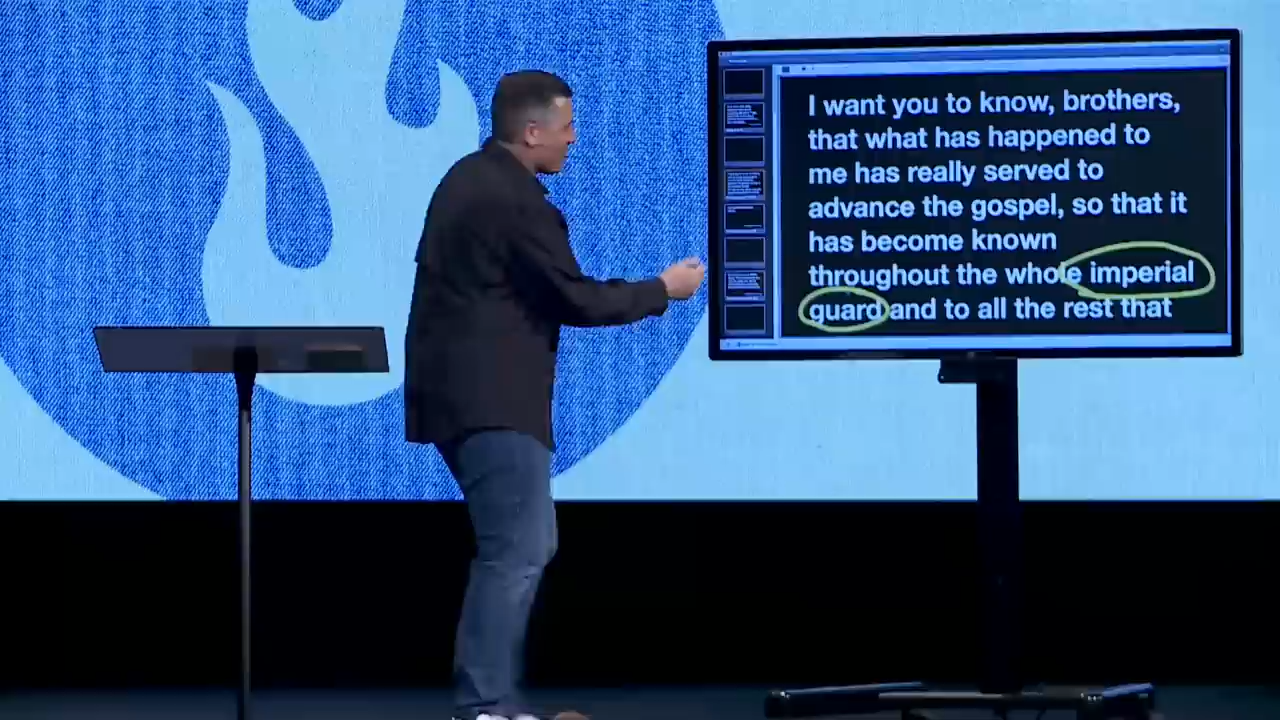 I want you to know, brothers,
that what has happened to
me has really served to
advance the gospel, so that it
has become known
throughout the whole imperial
guard and to all the rest that